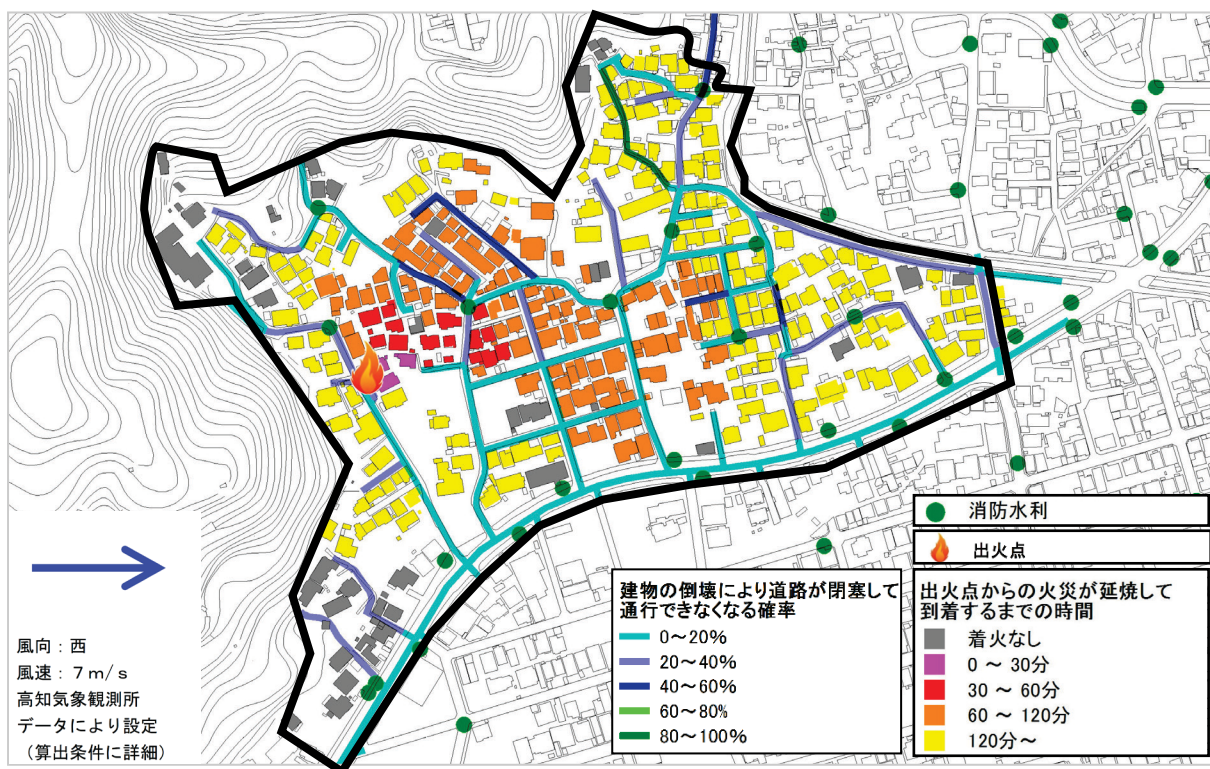 風向：西
風速：7m/s
高知気象観測所
データにより設定
（算出条件に詳細）
建物の倒壊により道路が閉塞して
通行できなくなる確率
0～20%
20～40%
40～60%
60～80%
80～100%
消防水利
出火点
出火点からの火災が延焼して
到着するまでの時間
着火なし
0 ～ 30分
30 ～ 60分
60 ～ 120分
120分～